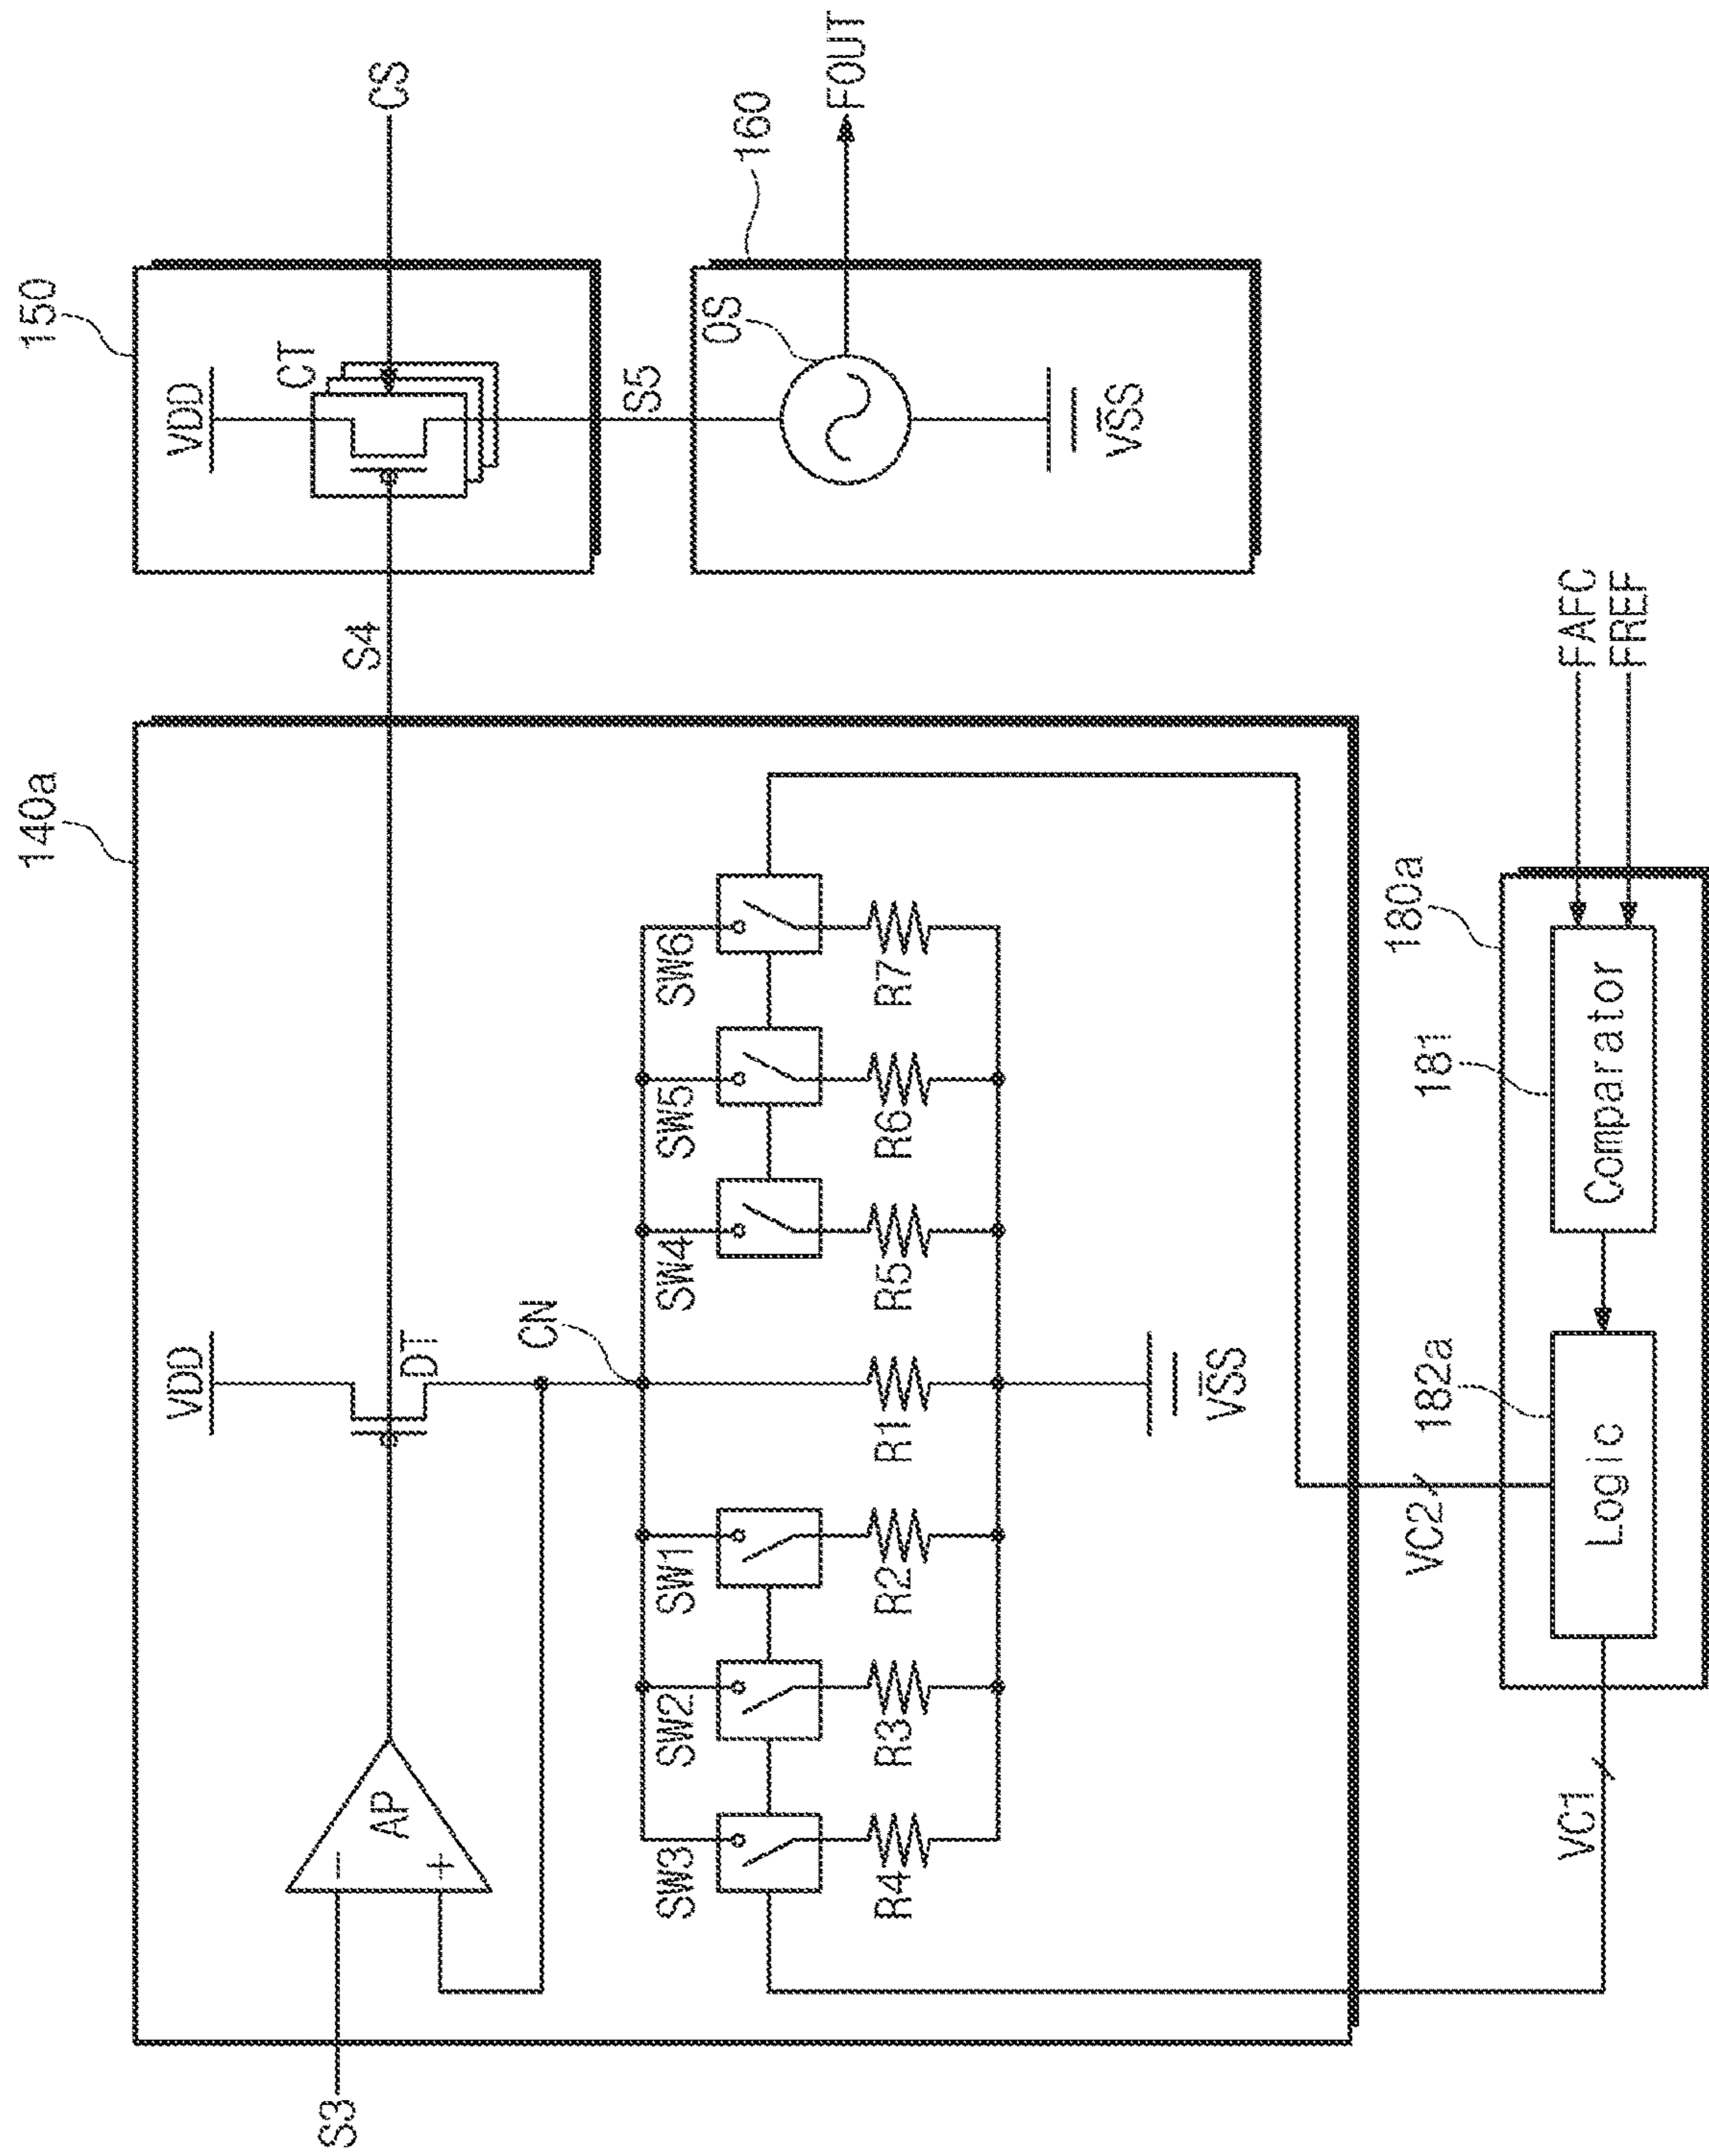 140a
150
VDD
VDD
CT
CS
S3
AP
−
+
DT
S4
S5
CN
160
OS
FOUT
SW3
SW2
SW1
SW4
SW5
SW6
R4
R3
R2
R1
R5
R6
R7
VSS
VSS
VC2
182a
181
180a
VC1
Logic
Comparator
FAFC
FREF